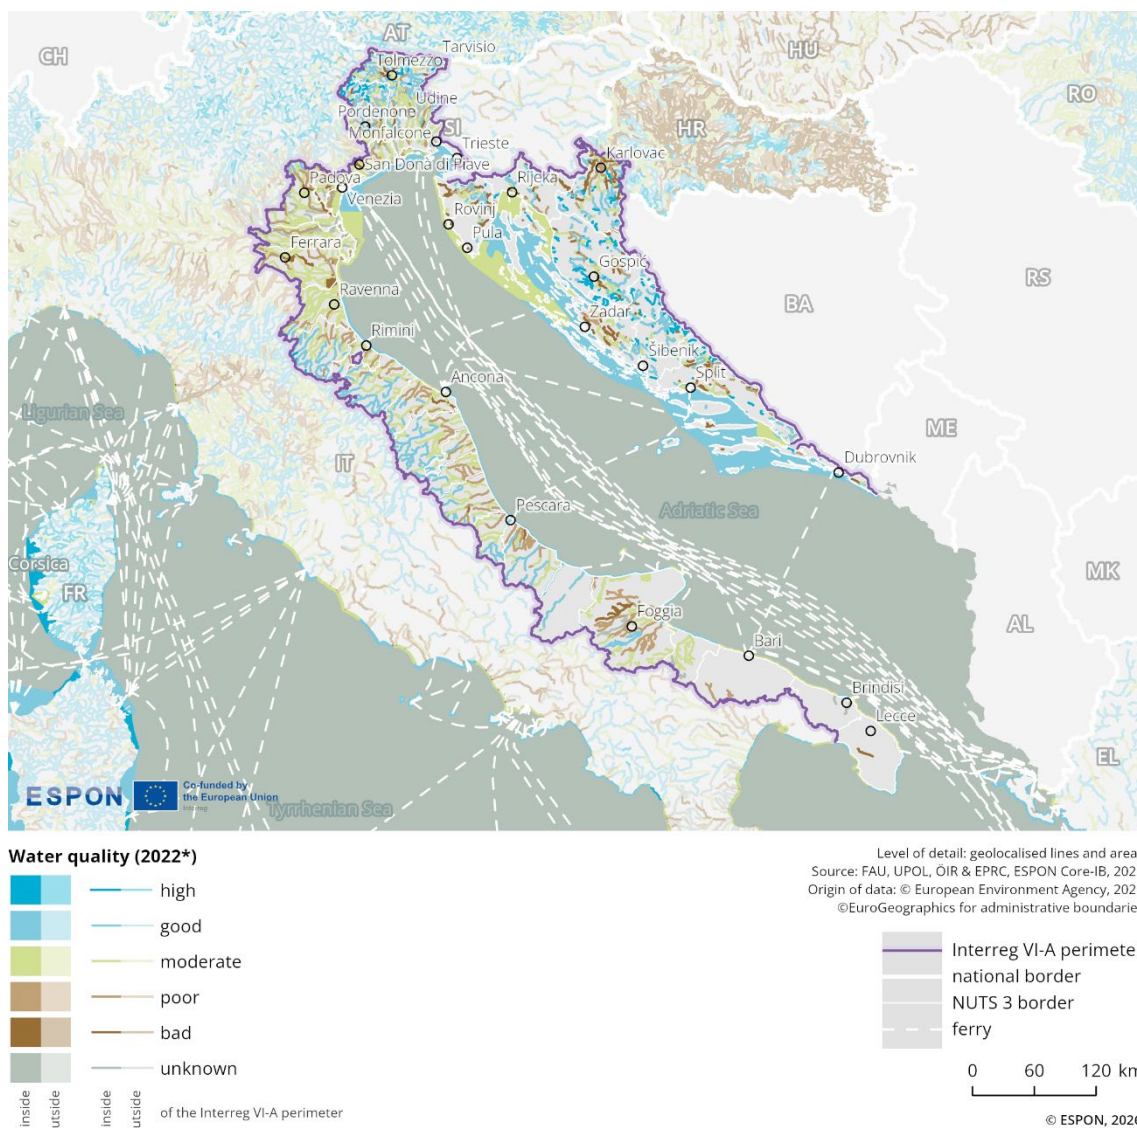 CH
AT
Tarvisio
HU
Tolmezzo
RO
Udine
Pordenone
SI
HR
Monfalcone
Trieste
Karlovac
San Donà di Piave
Padova
Rijeka
Venezia
Rovinj
Pula
Ferrara
Gospić
RS
BA
Ravenna
Zadar
Rimini
Šibenik
Split
Ancona
Ligurian Sea
ME
IT
Dubrovnik
Pescara
Adriatic Sea
Corsica
MK
FR
Foggia
AL
Bari
Brindisi
Lecce
EL
ESPON
Co-funded by
the European Union
Interreg
Tyrrhenian Sea
Water quality (2022*)
high
good
moderate
poor
bad
unknown
inside
utside
inside
utside
of the Interreg VI-A perimeter
Level of detail: geolocalised lines and area
Source: FAU, UPOL, ÖIR & EPRC, ESPON Core-IB, 202
Origin of data: © European Environment Agency, 202
©EuroGeographics for administrative boundarie
Interreg VI-A perimete
national border
NUTS 3 border
ferry
0 60 120 km
© ESPON, 2026